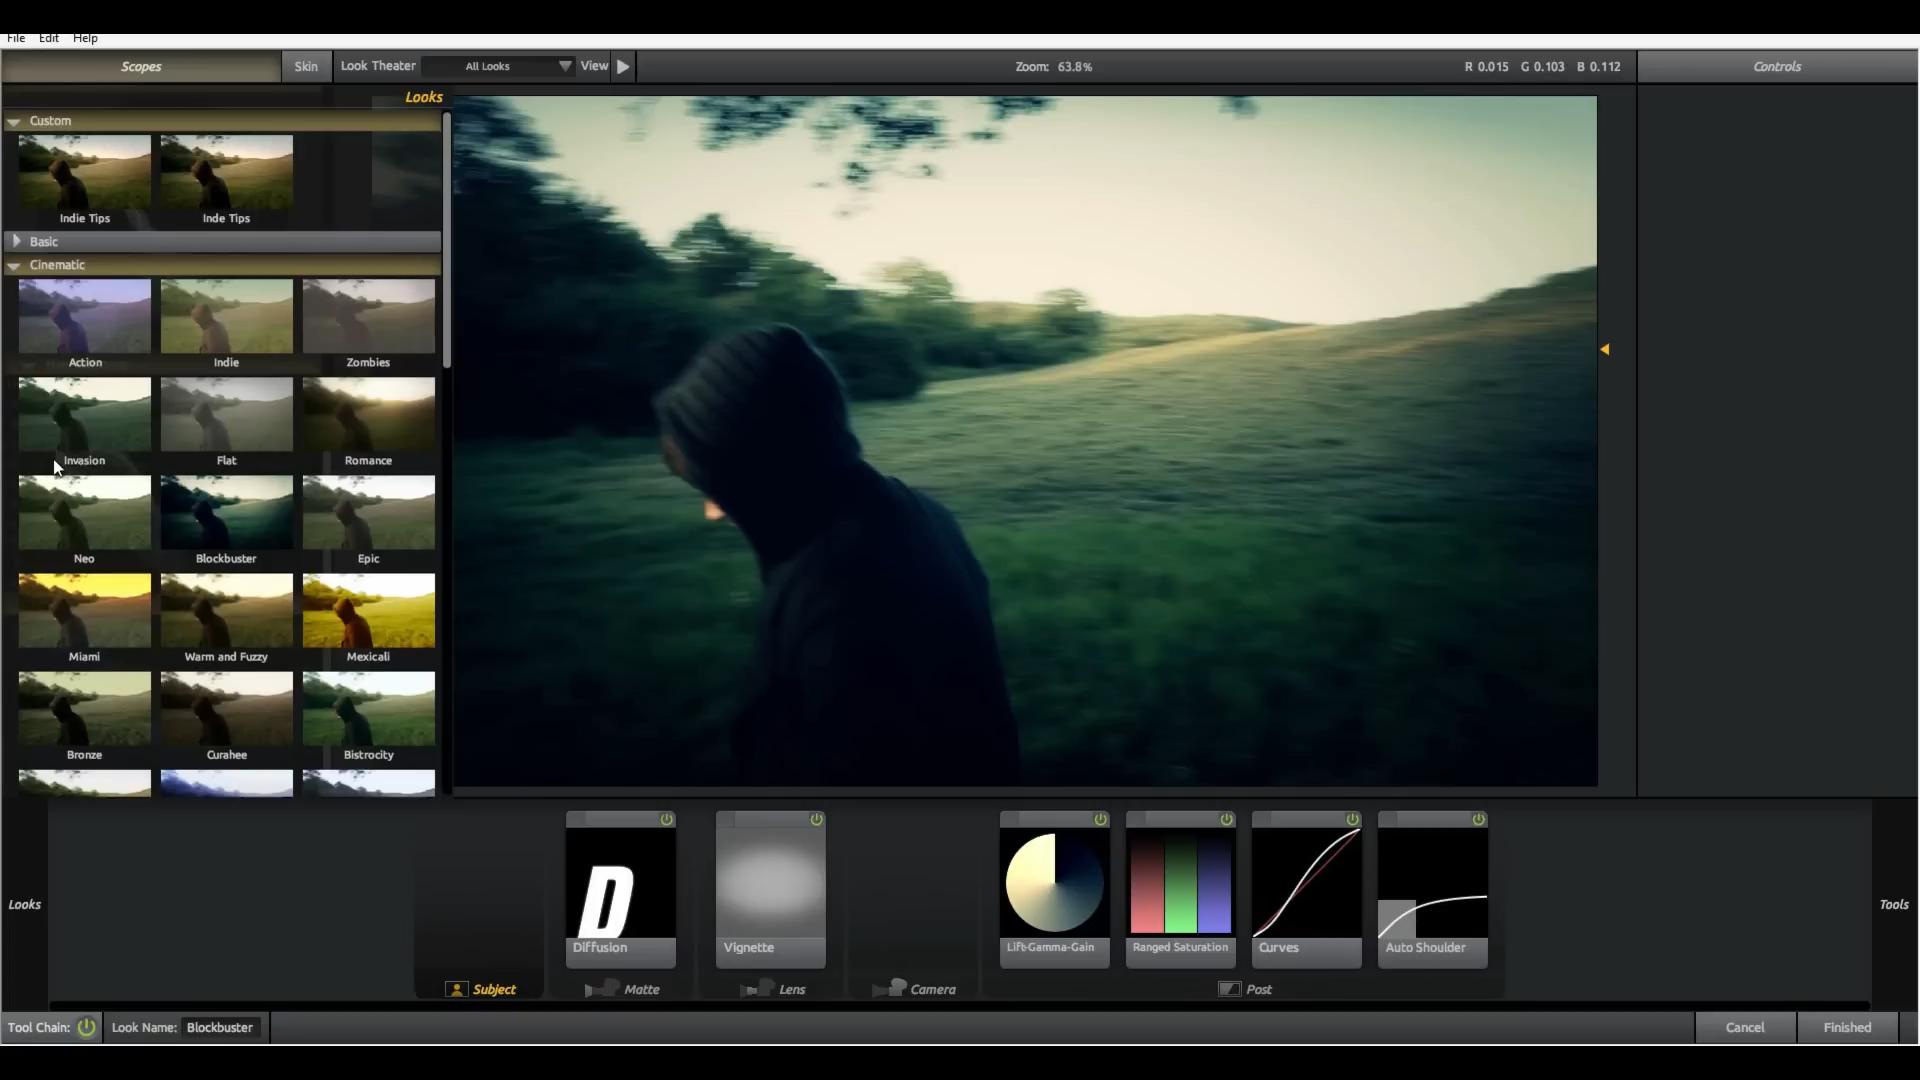 File Edit Help
Scopes Skin Look Theater All Looks View Zoom: 63.8% R 0.015 G 0.103 B 0.112 Controls
Looks
Custom
Indie Tips Inde Tips
Basic
Cinematic
Action Indie Zombies
Invasion Flat Romance
Neo Blockbuster Epic
Miami Warm and Fuzzy Mexicali
Bronze Curahee Bistrocity
Looks
D
Diffusion Vignette Lift-Gamma-Gain Ranged Saturation Curves Auto Shoulder
Tools
Subject Matte Lens Camera Post
Tool Chain: Look Name: Blockbuster Cancel Finished